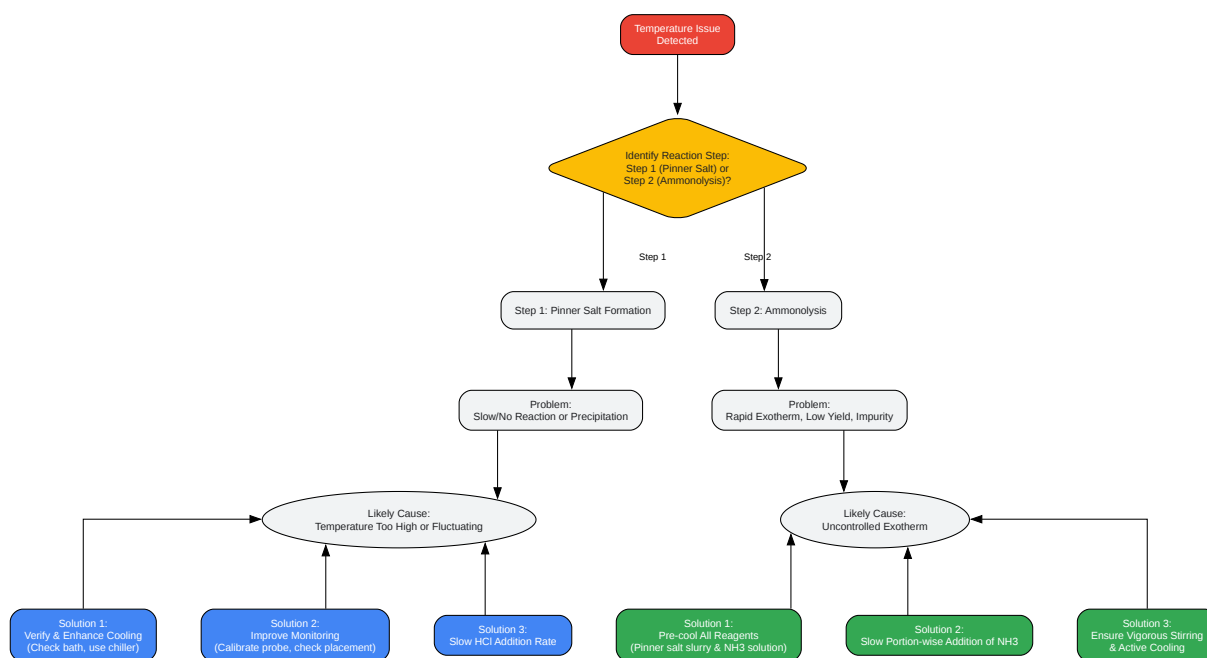 Temperature Issue
Detected
Identify Reaction Step:
Step 1 (Pinner Salt) or
Step 2 (Ammonolysis)?
Step 1
Step 2
Step 1: Pinner Salt Formation
Step 2: Ammonolysis
Problem:
Slow/No Reaction or Precipitation
Problem:
Rapid Exotherm, Low Yield, Impurity
Likely Cause:
Temperature Too High or Fluctuating
Likely Cause:
Uncontrolled Exotherm
Solution 1:
Verify & Enhance Cooling
(Check bath, use chiller)
Solution 2:
Improve Monitoring
(Calibrate probe, check placement)
Solution 3:
Slow HCl Addition Rate
Solution 1:
Pre-cool All Reagents
(Pinner salt slurry & NH3 solution)
Solution 2:
Slow Portion-wise Addition of NH3
Solution 3:
Ensure Vigorous Stirring
& Active Cooling